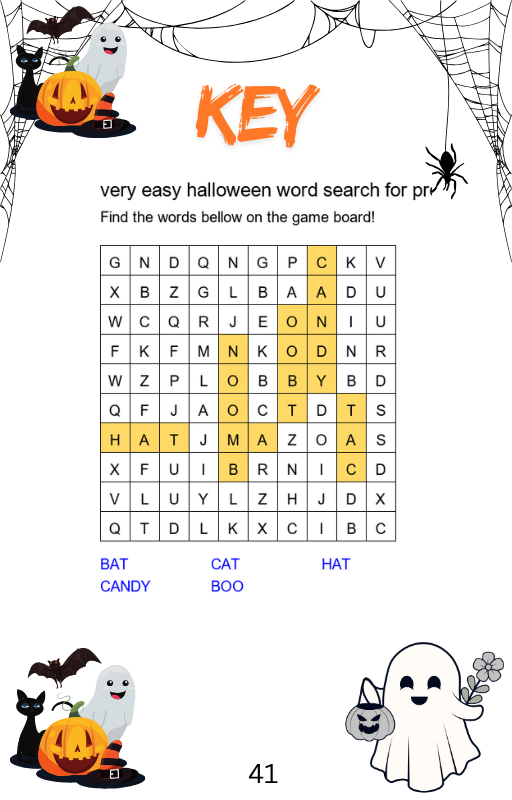 KEY
very easy halloween word search for pr
Find the words bellow on the game board!
G N D Q N G P C K V
X B Z G L B A A D U
W C Q R J E O N I U
F K F M N K O D N R
W Z P L O B B Y B D
Q F J A O C T D T S
H A T J M A Z O A S
X F U I B R N I C D
V L U Y L Z H J D X
Q T D L K X C I B C
BAT CAT HAT
CANDY BOO
41